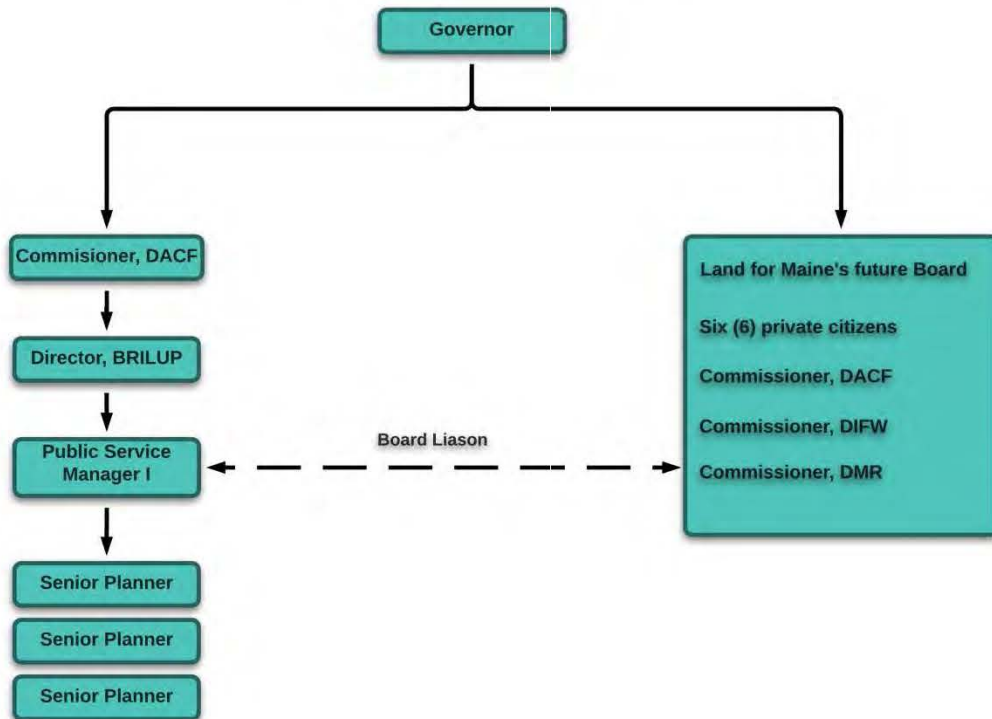 Governor
Commisioner, DACF
Director, BRILUP
Public Service
Manager I
Senior Planner
Senior Planner
Senior Planner
Board Liason
Land for Maine's future Board
Six (6) private citizens
Commissioner, DACF
Commissioner, DIFW
Commissioner, DMR